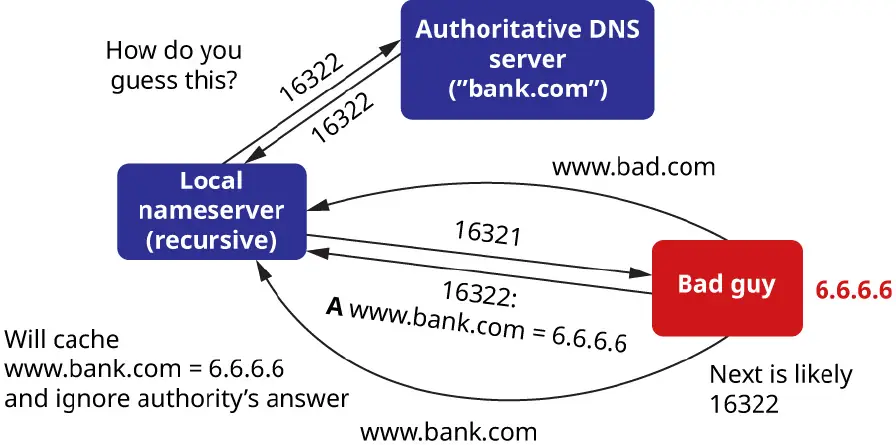 How do you
guess this?
16322
16322
Authoritative DNS
server
(”bank.com”)
www.bad.com
Local
nameserver
(recursive)
16321
16322:
A www.bank.com = 6.6.6.6
Bad guy
6.6.6.6
Will cache
www.bank.com = 6.6.6.6
and ignore authority’s answer
Next is likely
16322
www.bank.com